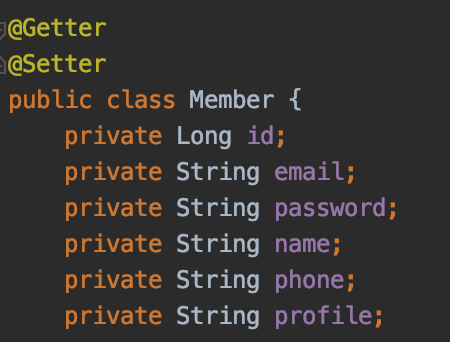 @Getter
@Setter
public class Member {
    private Long id;
    private String email;
    private String password;
    private String name;
    private String phone;
    private String profile;